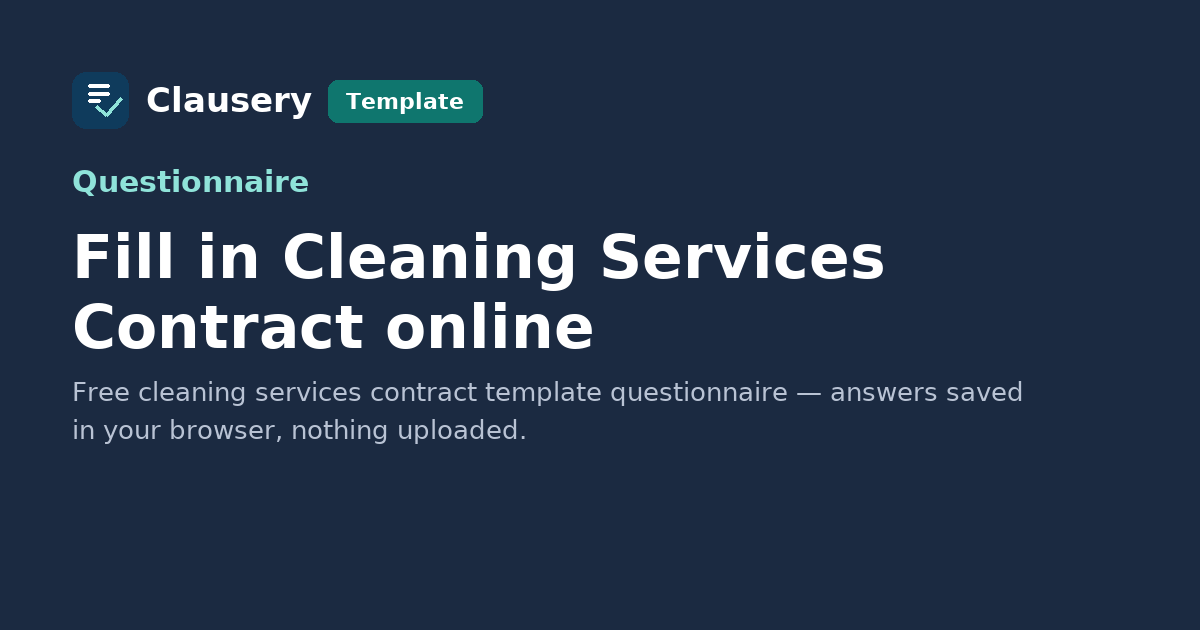 Clausery Template
Questionnaire
Fill in Cleaning Services
Contract online
Free cleaning services contract template questionnaire — answers saved
in your browser, nothing uploaded.